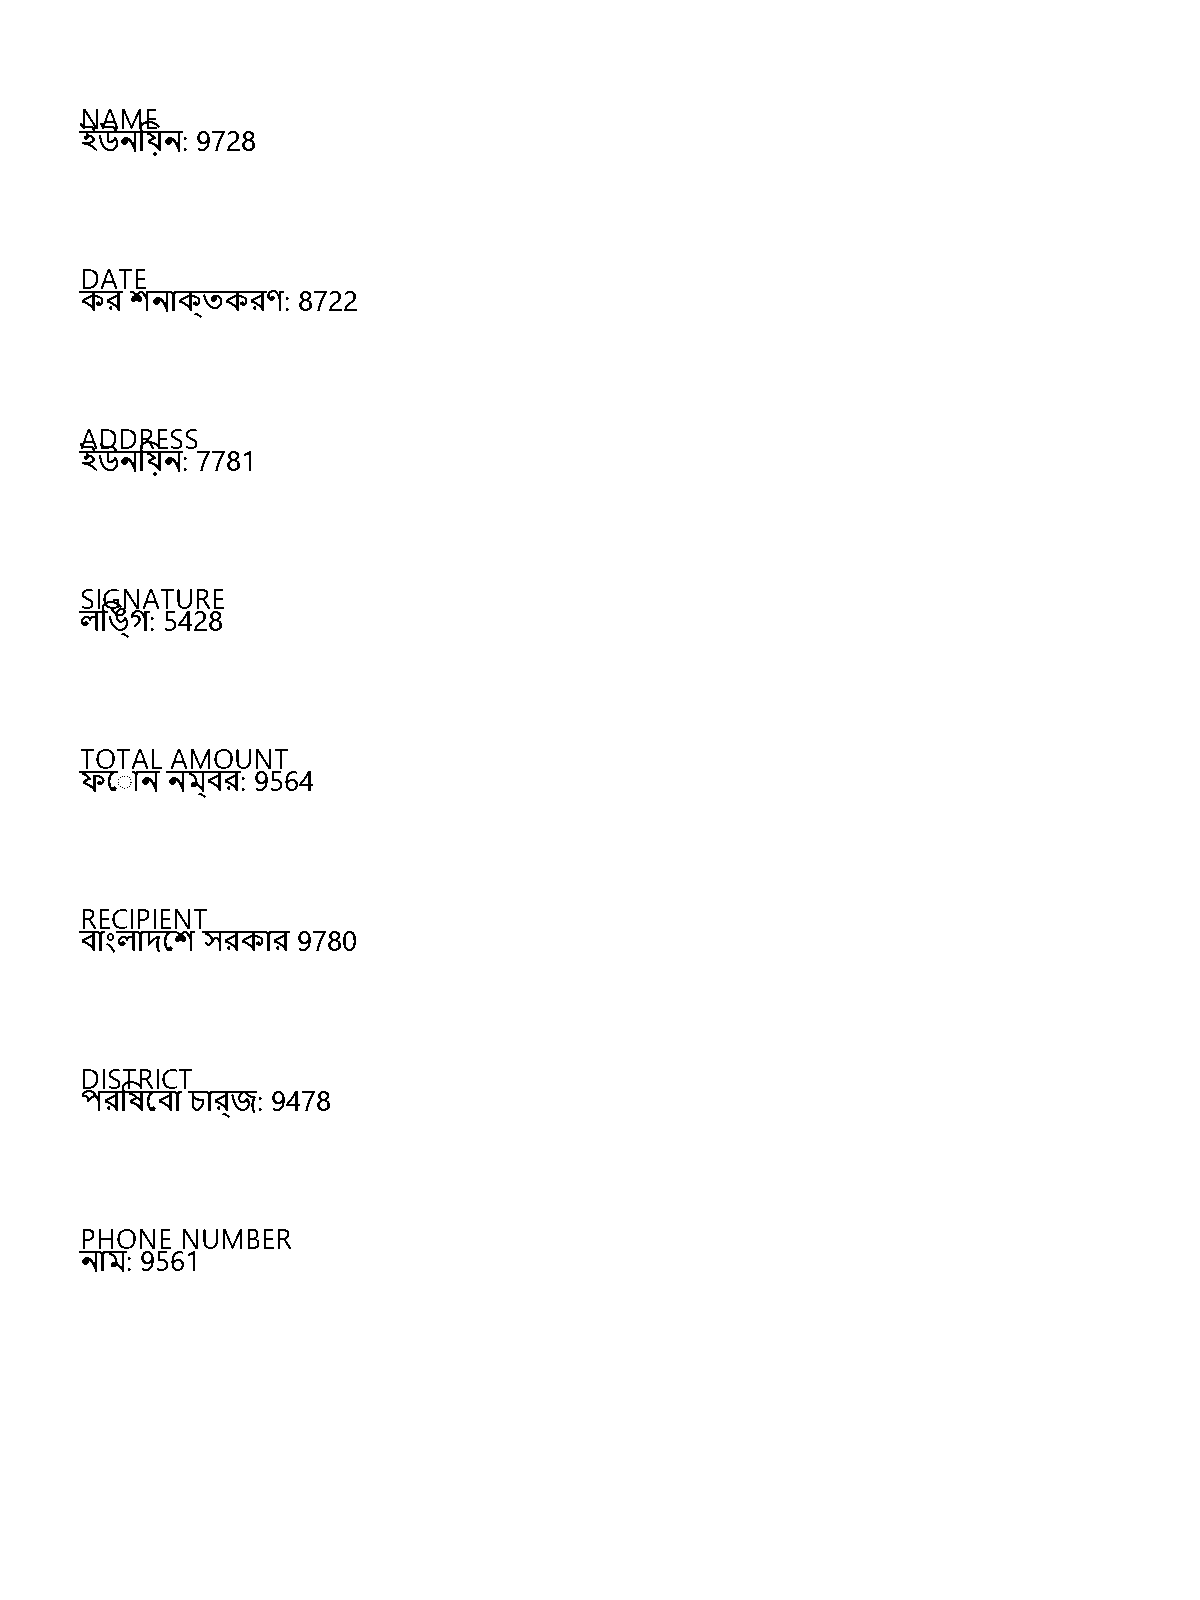 NAME
ইউনিয়ন: 9728
DATE
কর শনাক্তকরণ: 8722
ADDRESS
ইউনিয়ন: 7781
SIGNATURE
লিঙ্গ: 5428
TOTAL AMOUNT
ফোন নম্বর: 9564
RECIPIENT
বাংলাদেশ সরকার 9780
DISTRICT
পরিষেবা চার্জ: 9478
PHONE NUMBER
নাম: 9561